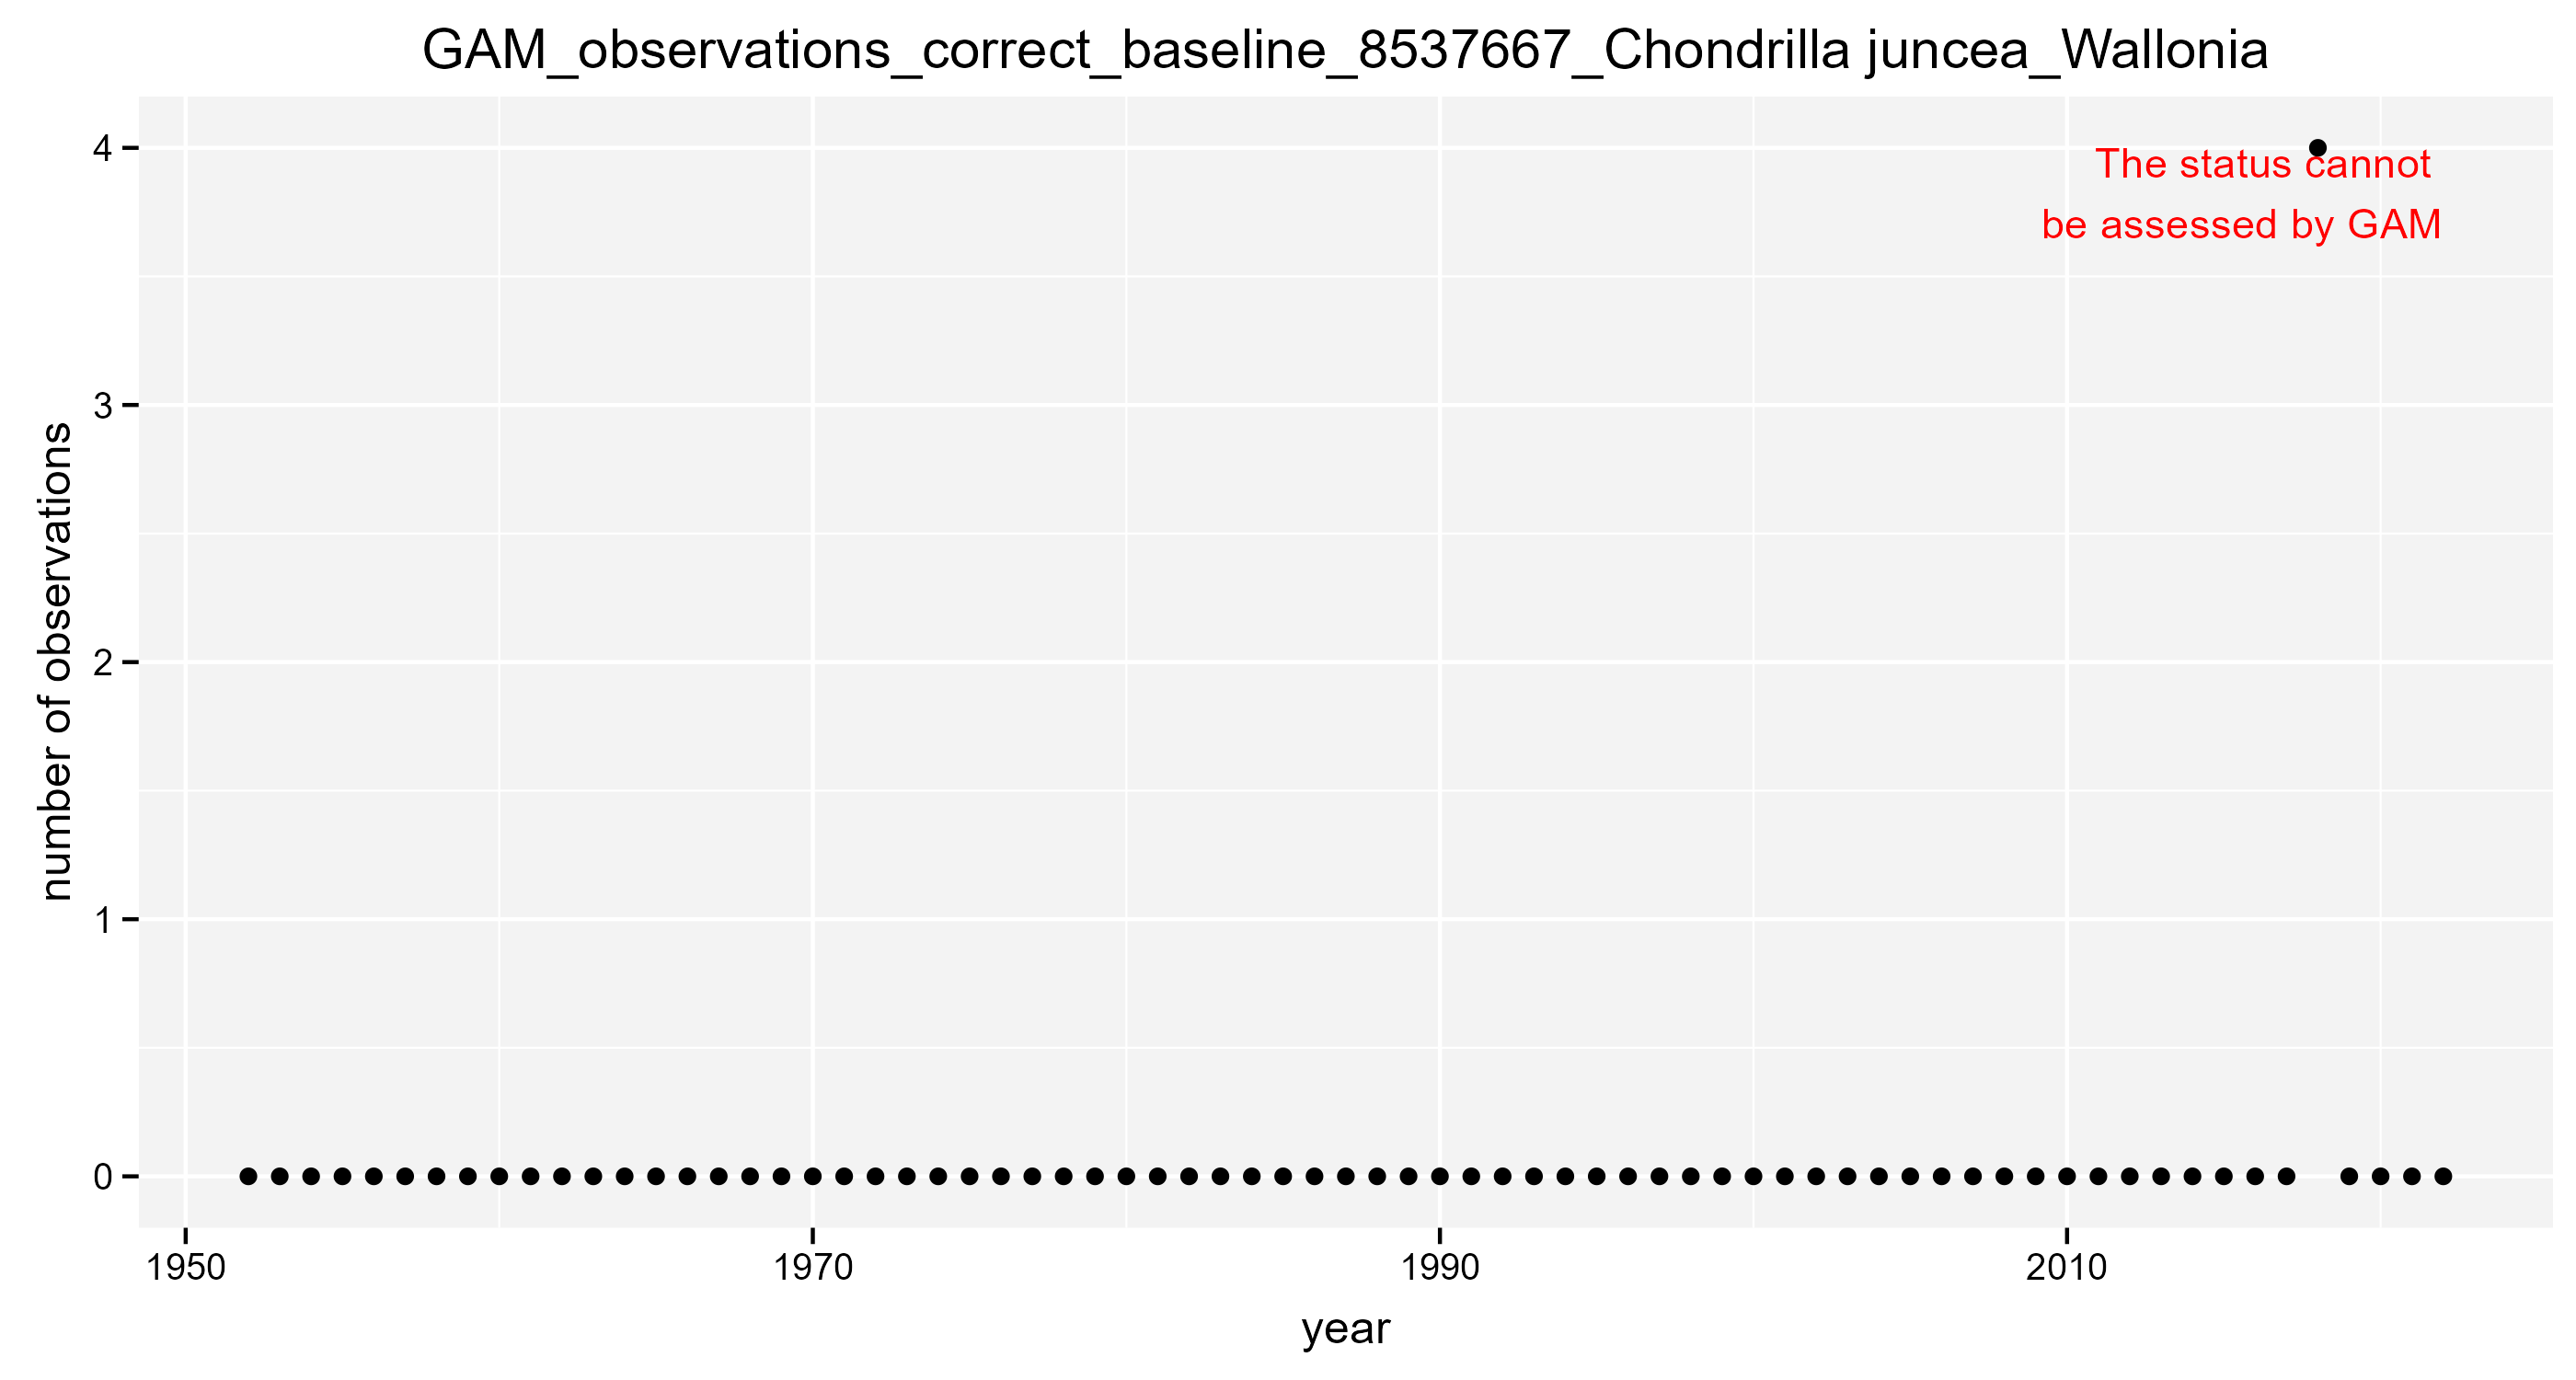 GAM_observations_correct_baseline_8537667_Chondrilla juncea_Wallonia
4
The status cannot
be assessed by GAM
3
number of observations
2
1
0
1950 1970 1990 2010
year